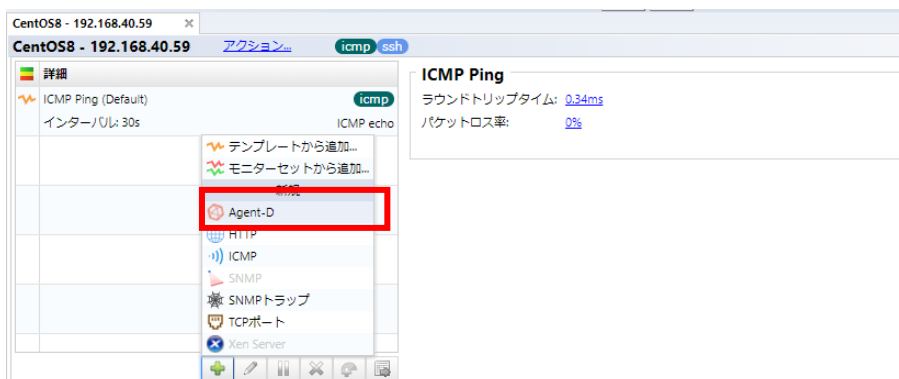 CentOS8 - 192.168.40.59
CentOS8 - 192.168.40.59 アクション... icmp ssh
詳細
ICMP Ping (Default) icmp
インターバル: 30s ICMP echo
テンプレートから追加...
モニターセットから追加...
新規
Agent-D
HTTP
ICMP
SNMP
SNMPトラップ
TCPポート
Xen Server
ICMP Ping
ラウンドトリップタイム: 0.34ms
パケットロス率: 0%